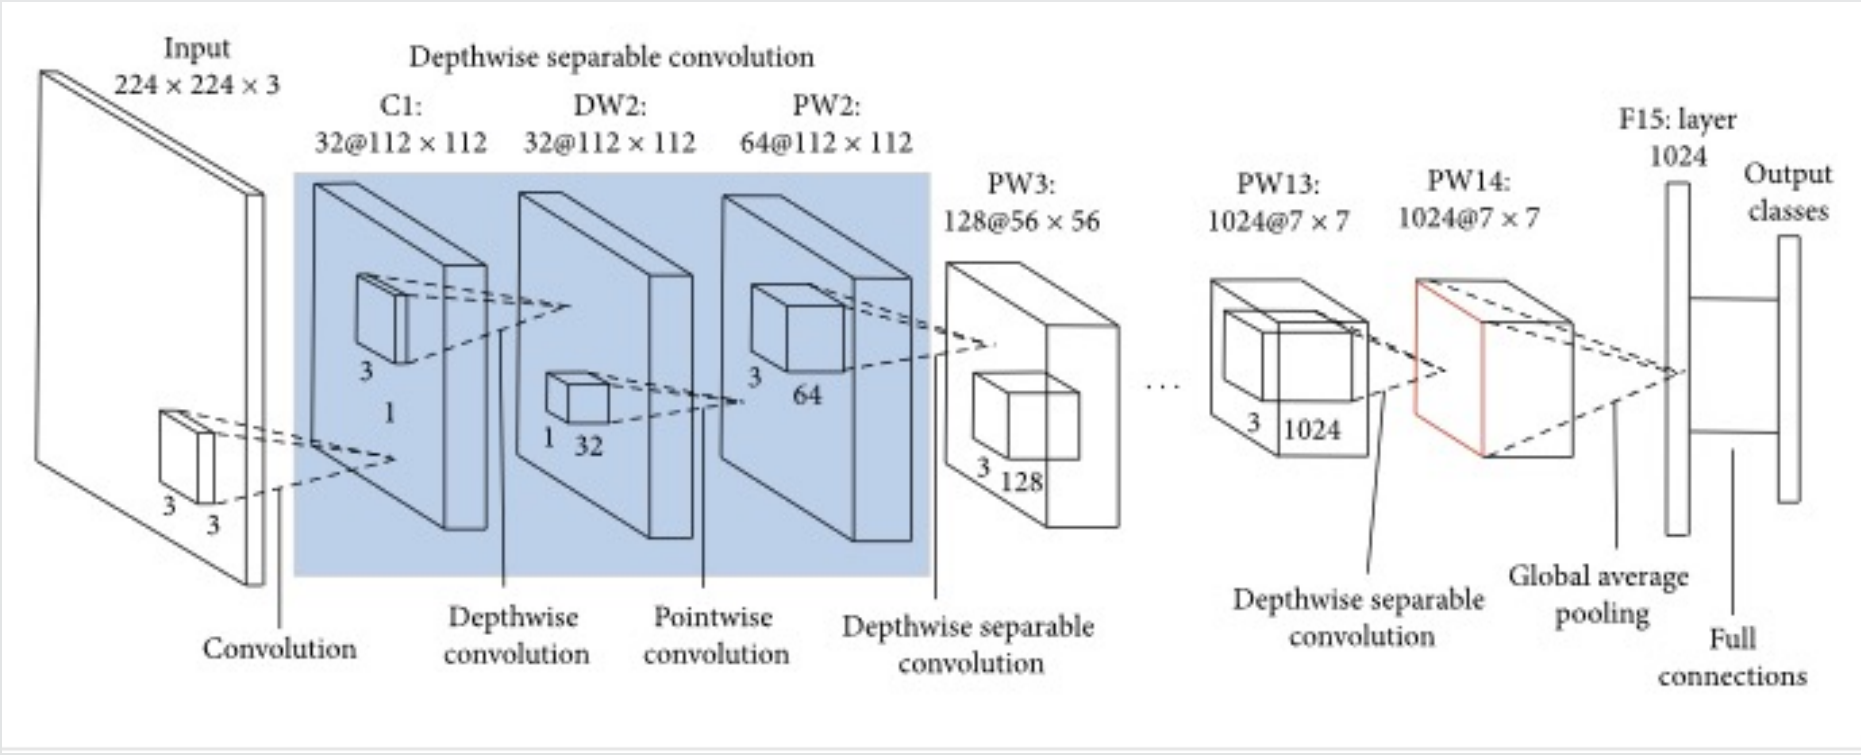 Input
224 × 224 × 3
Depthwise separable convolution
C1:
32@112 × 112
DW2:
32@112 × 112
PW2:
64@112 × 112
PW3:
128@56 × 56
PW13:
1024@7 × 7
PW14:
1024@7 × 7
F15: layer
1024
Output
classes
3
3
3
1
1
32
3
64
3
128
...
3
1024
Convolution
Depthwise
convolution
Pointwise
convolution
Depthwise separable
convolution
Depthwise separable
convolution
Global average
pooling
Full
connections